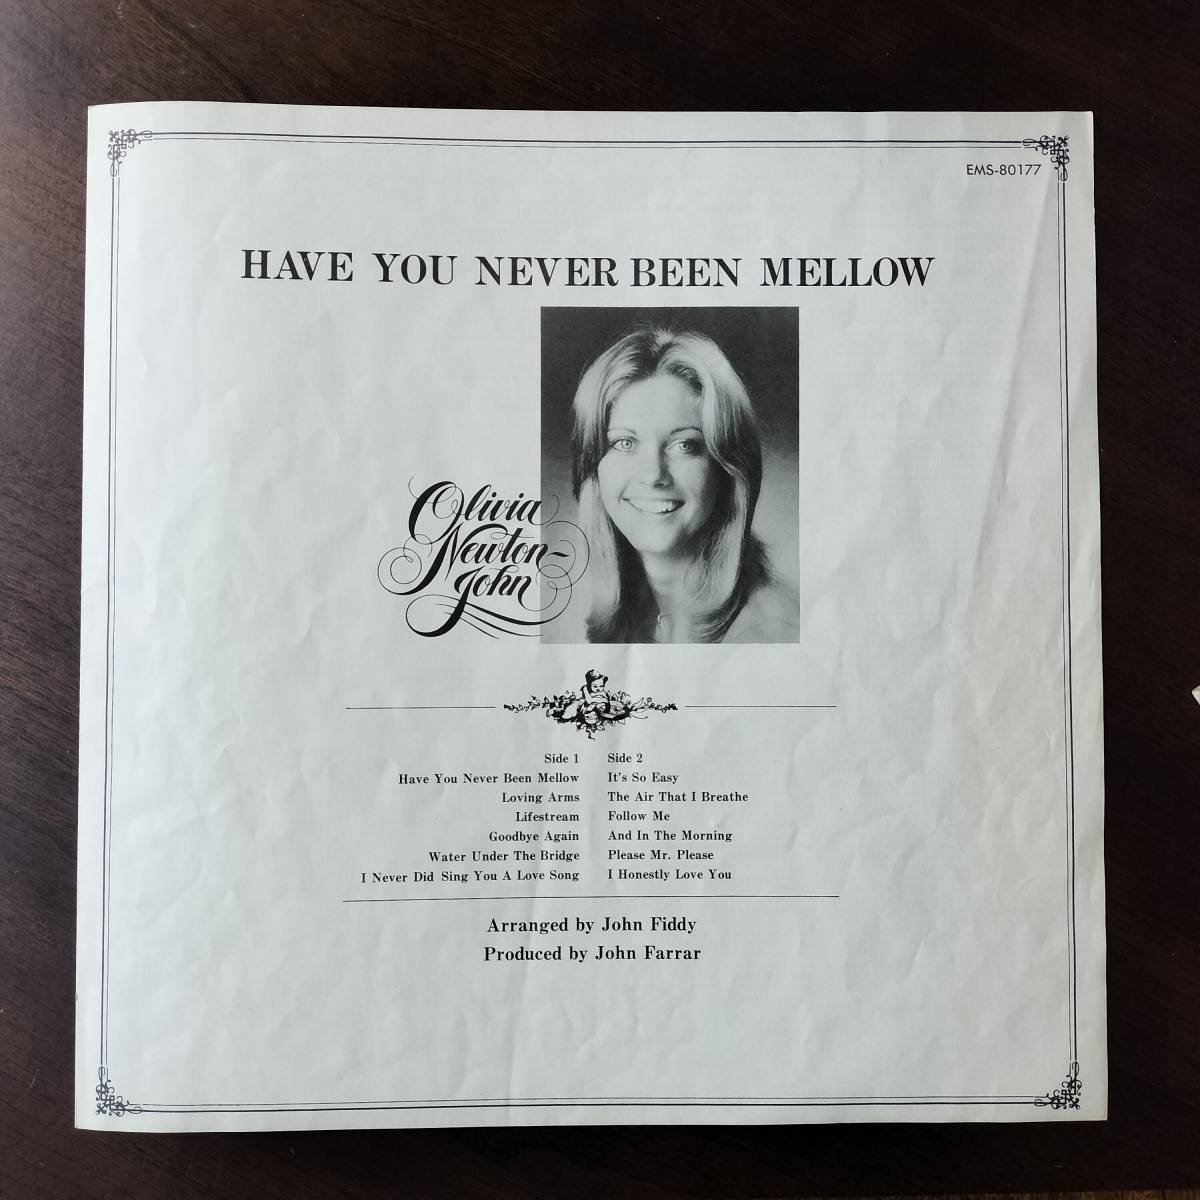 EMS-80177
HAVE YOU NEVER BEEN MELLOW
Olivia
Newton-
John
Side 1
Have You Never Been Mellow
Loving Arms
Lifestream
Goodbye Again
Water Under The Bridge
I Never Did Sing You A Love Song
Side 2
It's So Easy
The Air That I Breathe
Follow Me
And In The Morning
Please Mr. Please
I Honestly Love You
Arranged by John Fiddy
Produced by John Farrar